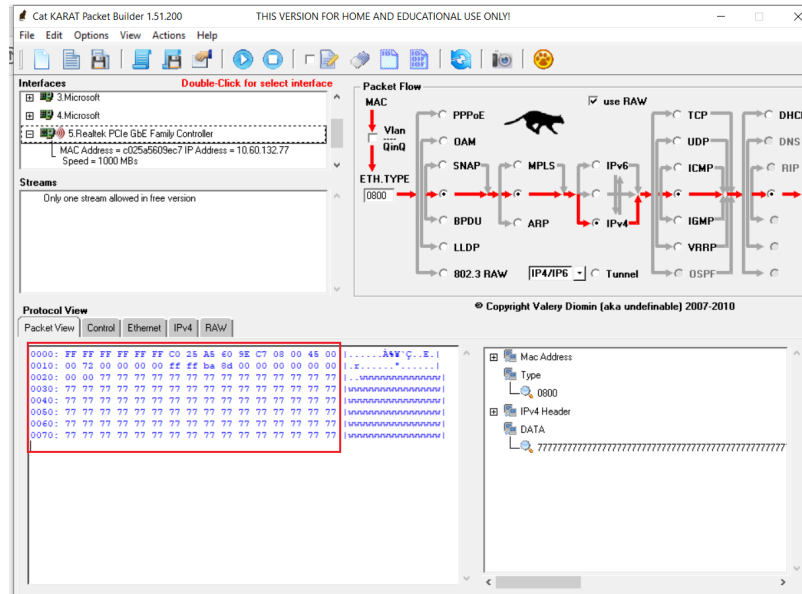 Cat KARAT Packet Builder 1.51.200 THIS VERSION FOR HOME AND EDUCATIONAL USE ONLY!
File Edit Options View Actions Help
Interfaces Double-Click for select interface
3.Microsoft
4.Microsoft
5.Realtek PCIe GbE Family Controller
MAC Address = c025a5609ec7 IP Address = 10.60.132.77
Speed = 1000 MBs
Streams
Only one stream allowed in free version
Packet Flow
MAC
Vlan
QinQ
ETH.TYPE
0800
PPPoE
OAM
SNAP
BPDU
LLDP
802.3 RAW
MPLS
ARP
IP4/IP6
use RAW
IPv6
IPv4
Tunnel
TCP
UDP
ICMP
IGMP
VRRP
OSPF
DHC
DNS
RIP
© Copyright Valery Diomin (aka undefinable) 2007-2010
Protocol View
Packet View Control Ethernet IPv4 RAW
0000: FF FF FF FF FF FF C0 25 A5 60 9E C7 08 00 45 00 |......À%¥`.Ç..E.|
0010: 00 72 00 00 00 00 ff ff ba 8d 00 00 00 00 00 00 |.r......°.......|
0020: 00 00 77 77 77 77 77 77 77 77 77 77 77 77 77 77 |..wwwwwwwwwwwwww|
0030: 77 77 77 77 77 77 77 77 77 77 77 77 77 77 77 77 |wwwwwwwwwwwwwwww|
0040: 77 77 77 77 77 77 77 77 77 77 77 77 77 77 77 77 |wwwwwwwwwwwwwwww|
0050: 77 77 77 77 77 77 77 77 77 77 77 77 77 77 77 77 |wwwwwwwwwwwwwwww|
0060: 77 77 77 77 77 77 77 77 77 77 77 77 77 77 77 77 |wwwwwwwwwwwwwwww|
0070: 77 77 77 77 77 77 77 77 77 77 77 77 77 77 77 77 |wwwwwwwwwwwwwwww|
Mac Address
Type
0800
IPv4 Header
DATA
77777777777777777777777777777777777777777777777